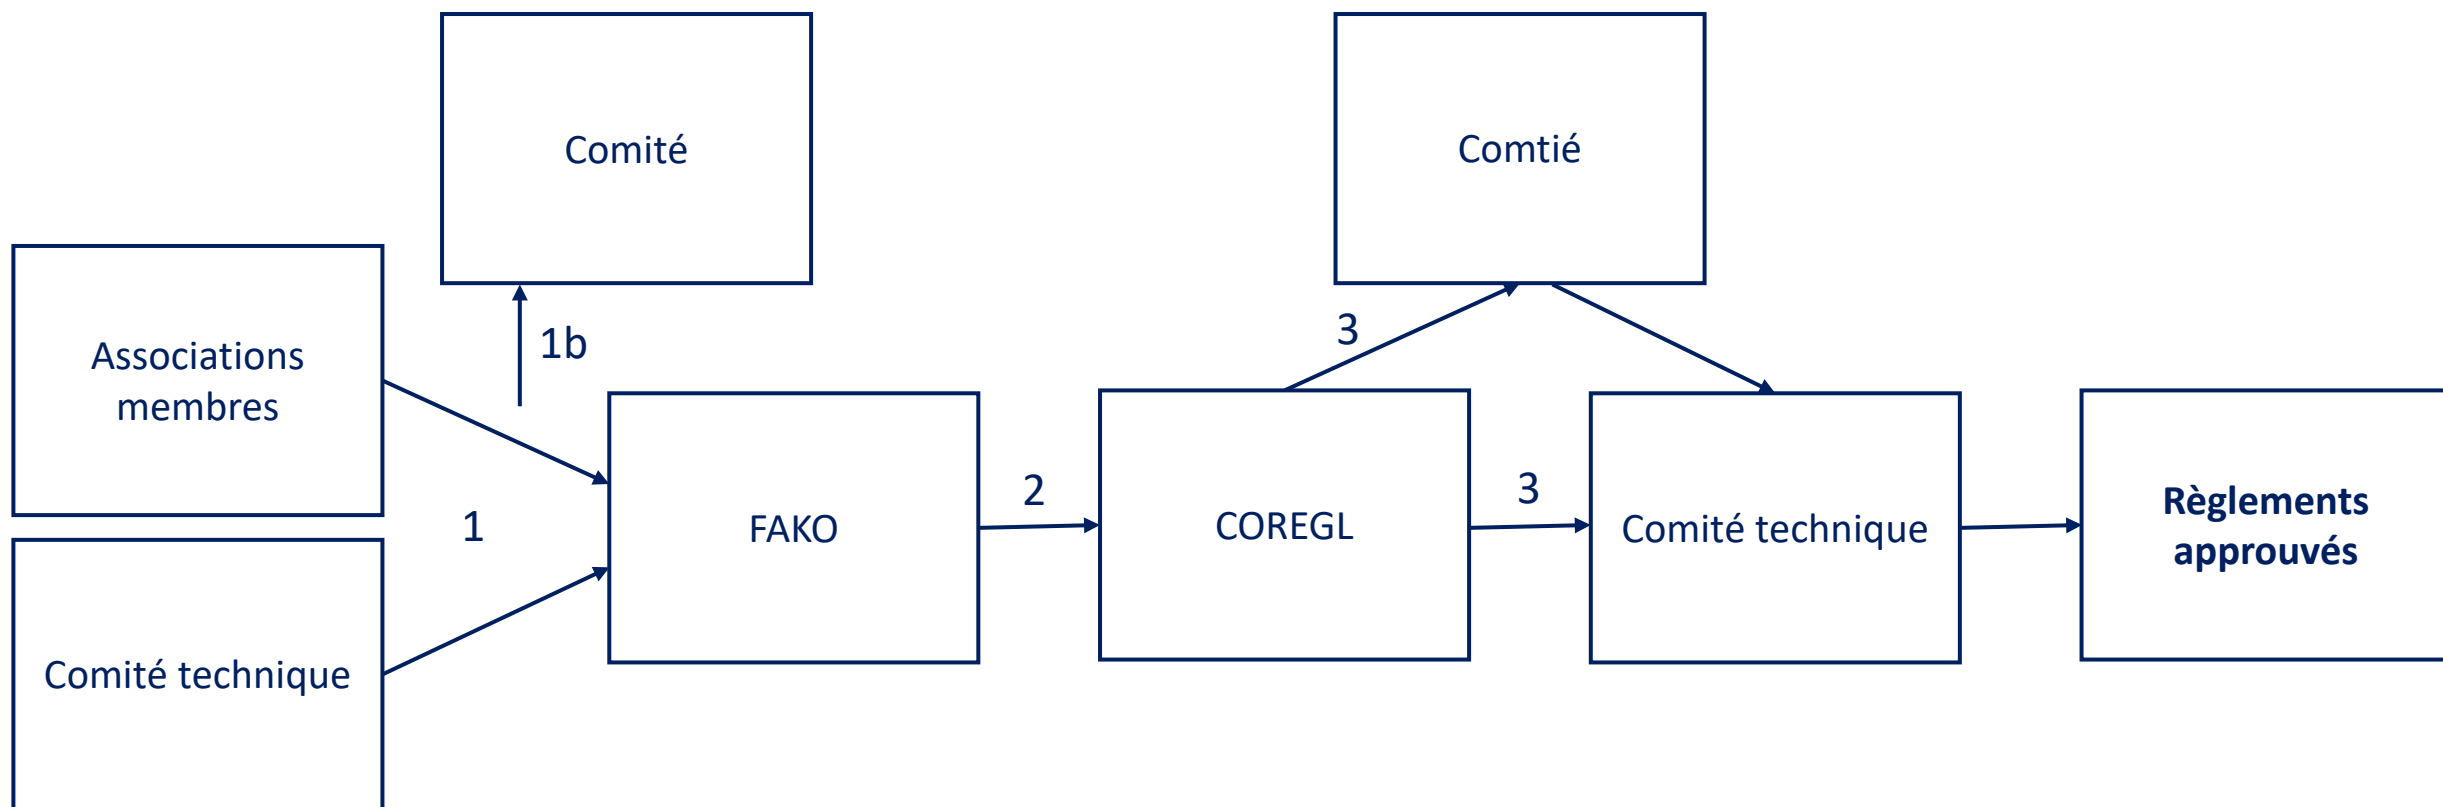 Comité
Comtié
Associations
membres
1b
3
1
FAKO
2
COREGL
3
Comité technique
Règlements
approuvés
Comité technique